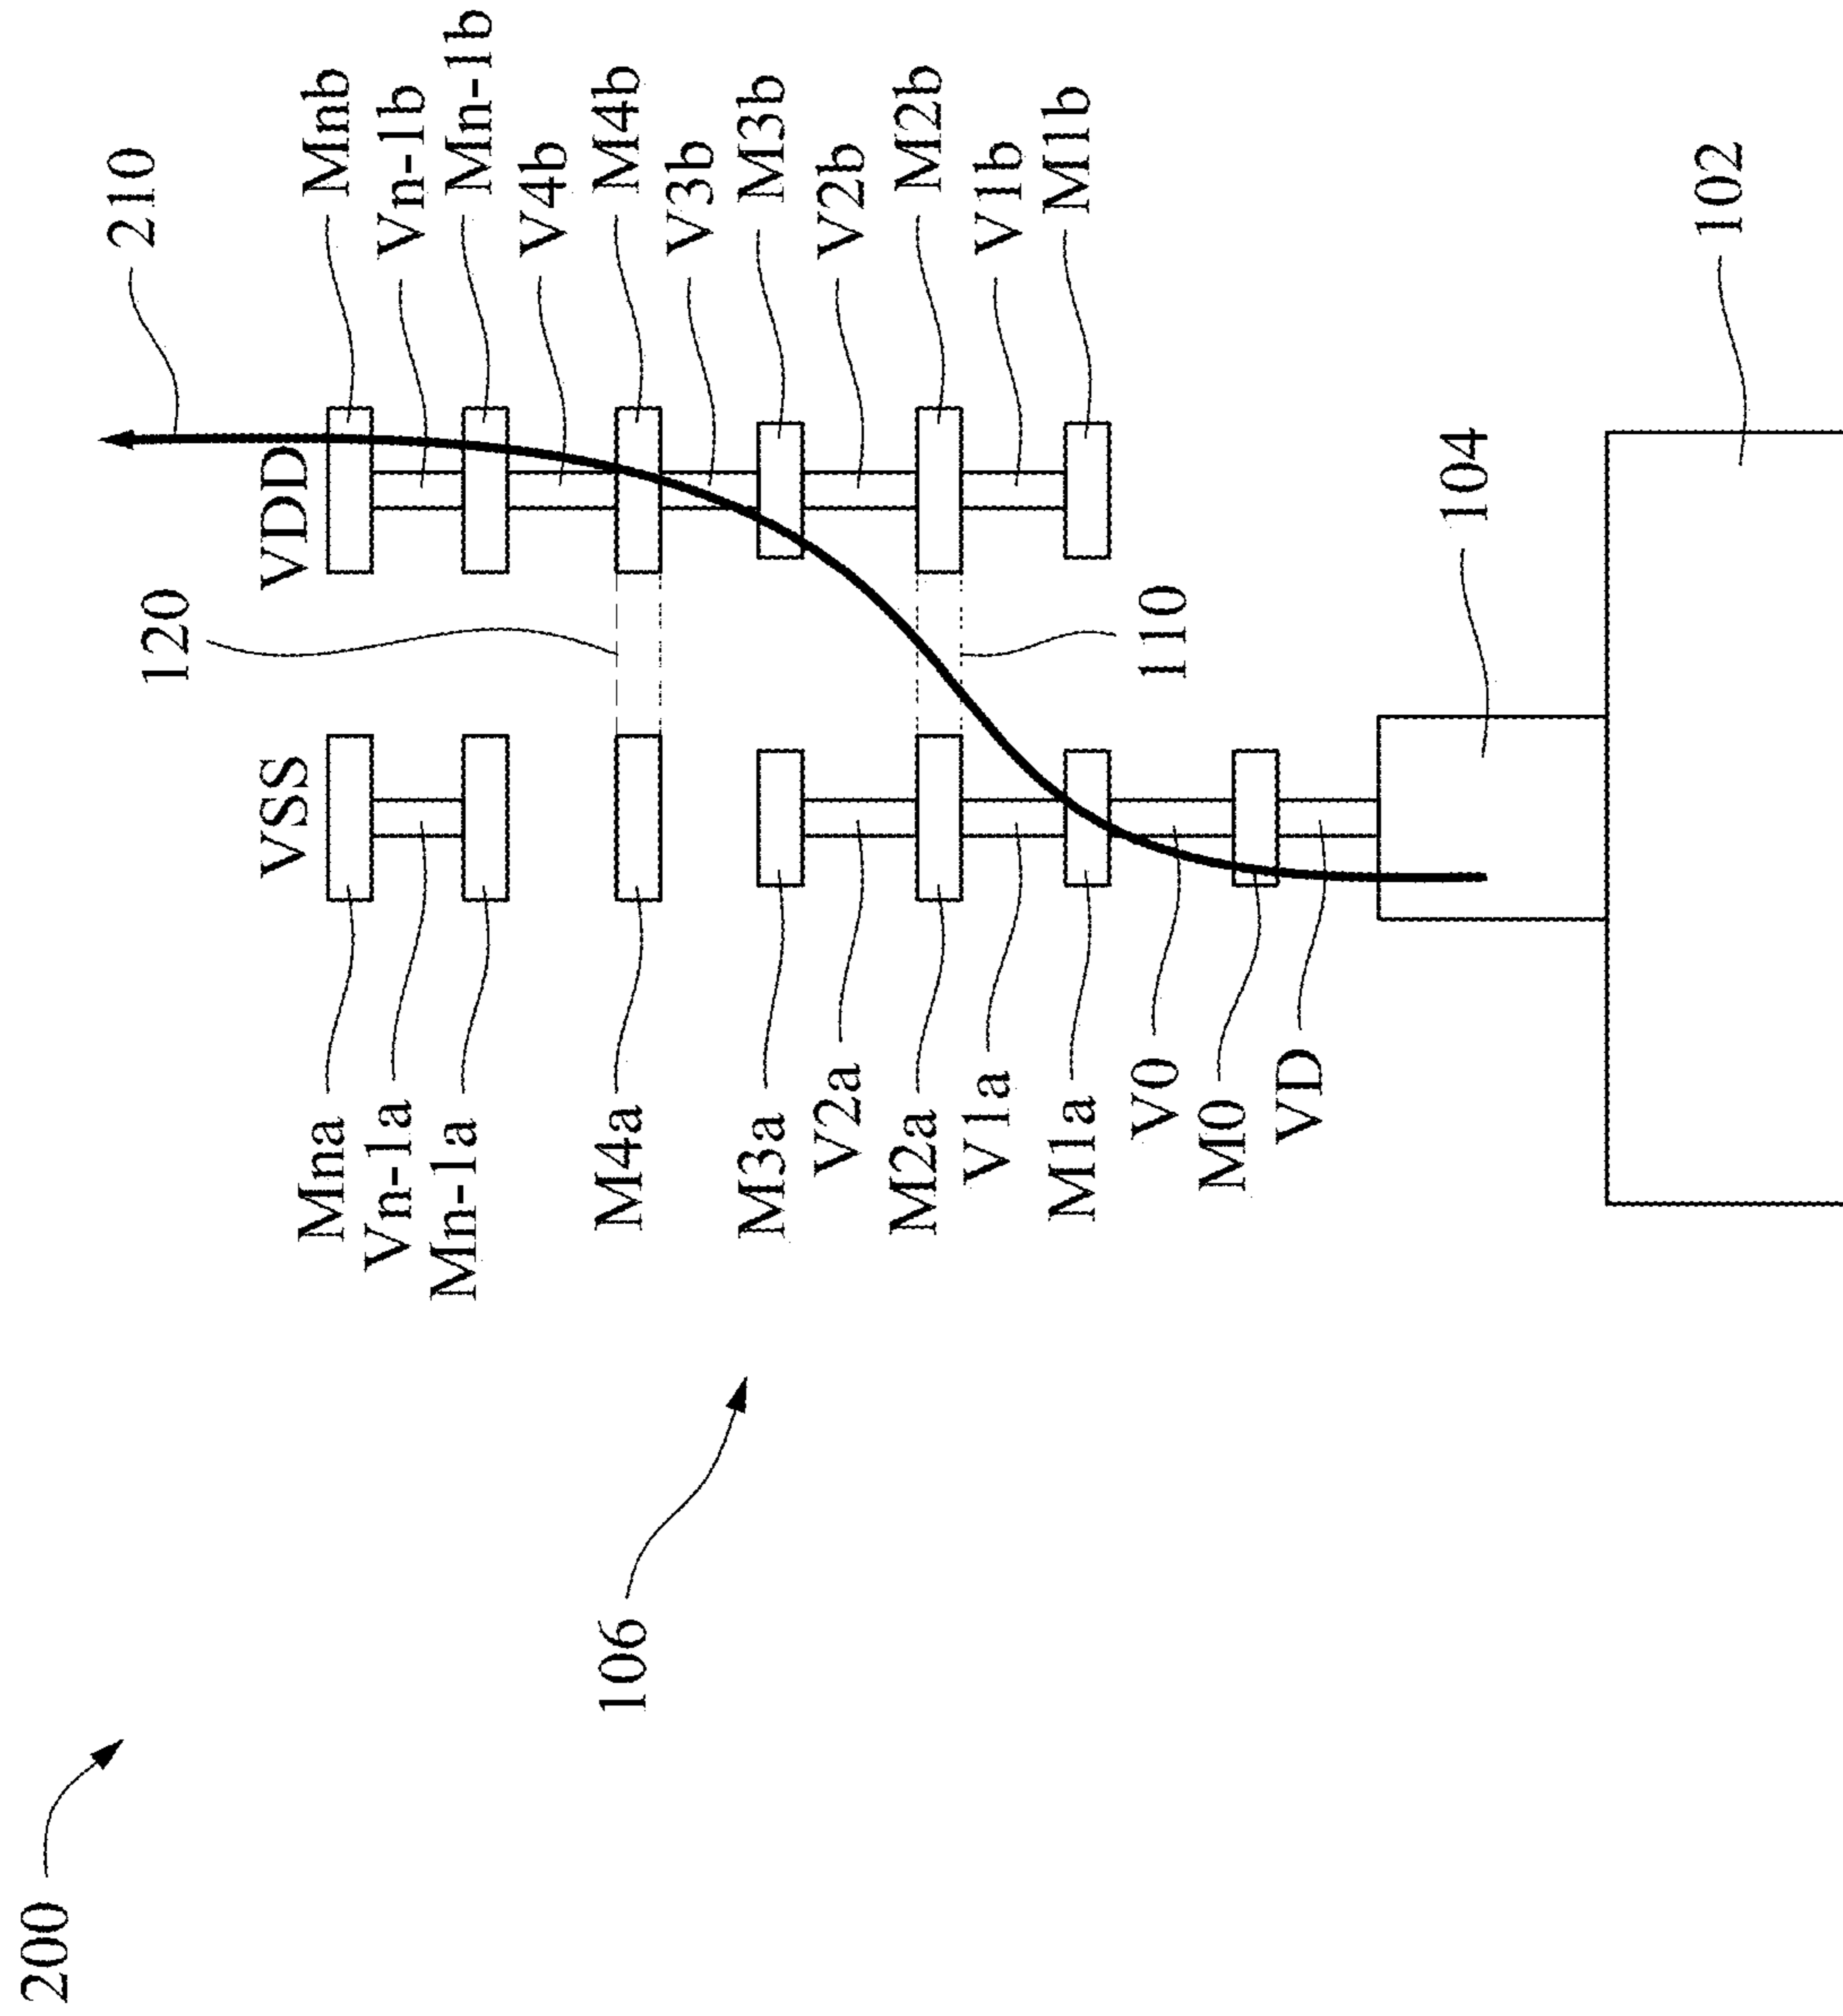 200
106
210
120
VSS
VDD
Mna
Vn-1a
Mn-1a
M4a
M3a
V2a
M2a
V1a
M1a
V0
M0
VD
Mnb
Vn-1b
Mn-1b
V4b
M4b
V3b
M3b
V2b
M2b
V1b
M1b
110
104
102